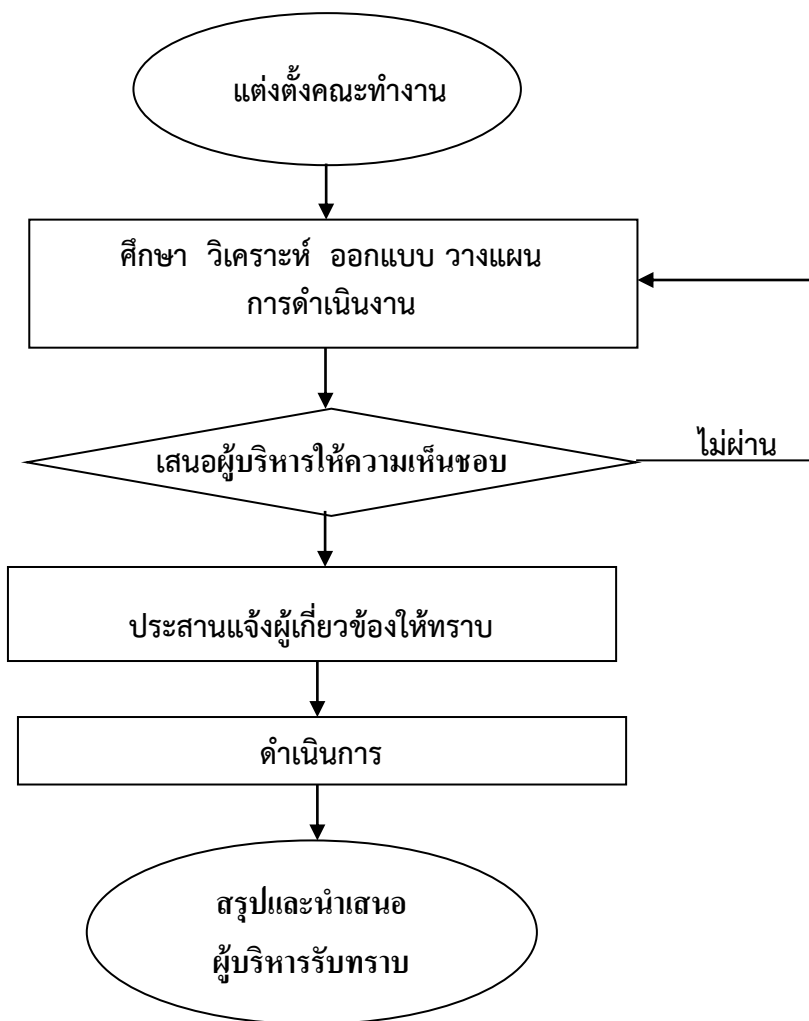 แต่งตั้งคณะทำงาน
ศึกษา วิเคราะห์ ออกแบบ วางแผน
การดำเนินงาน
เสนอผู้บริหารให้ความเห็นชอบ
ไม่ผ่าน
ประสานแจ้งผู้เกี่ยวข้องให้ทราบ
ดำเนินการ
สรุปและนำเสนอ
ผู้บริหารรับทราบ